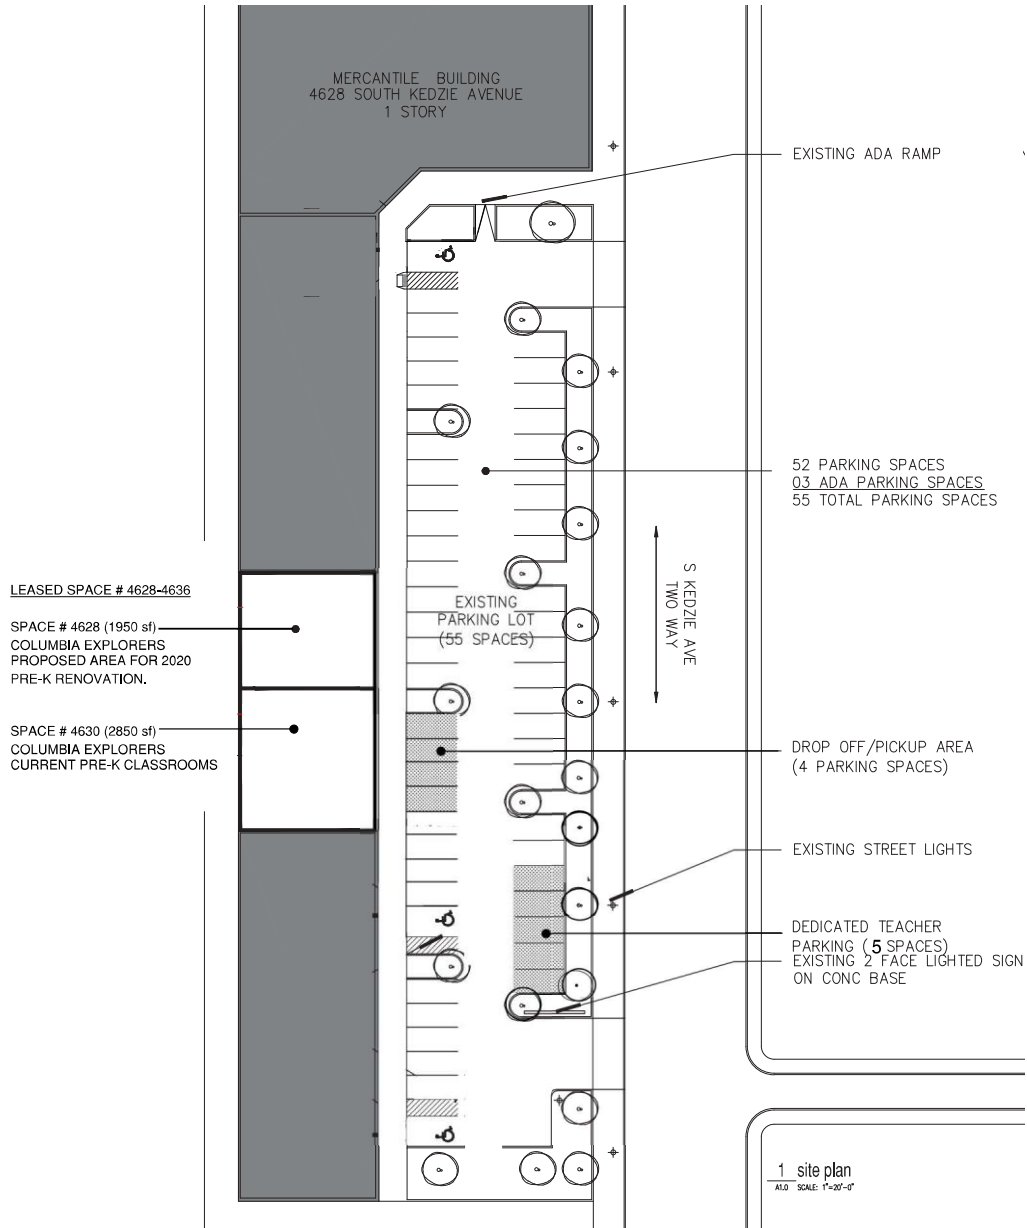 MERCANTILE BUILDING
4628 SOUTH KEDZIE AVENUE
1 STORY
EXISTING ADA RAMP
52 PARKING SPACES
03 ADA PARKING SPACES
55 TOTAL PARKING SPACES
S KEDZIE AVE
TWO WAY
EXISTING
PARKING LOT
(55 SPACES)
LEASED SPACE # 4628-4636
SPACE # 4628 (1950 sf)
COLUMBIA EXPLORERS
PROPOSED AREA FOR 2020
PRE-K RENOVATION.
SPACE # 4630 (2850 sf)
COLUMBIA EXPLORERS
CURRENT PRE-K CLASSROOMS
DROP OFF/PICKUP AREA
(4 PARKING SPACES)
EXISTING STREET LIGHTS
DEDICATED TEACHER
PARKING (5 SPACES)
EXISTING 2 FACE LIGHTED SIGN
ON CONC BASE
1 site plan
A1.0 SCALE: 1"=20'-0"